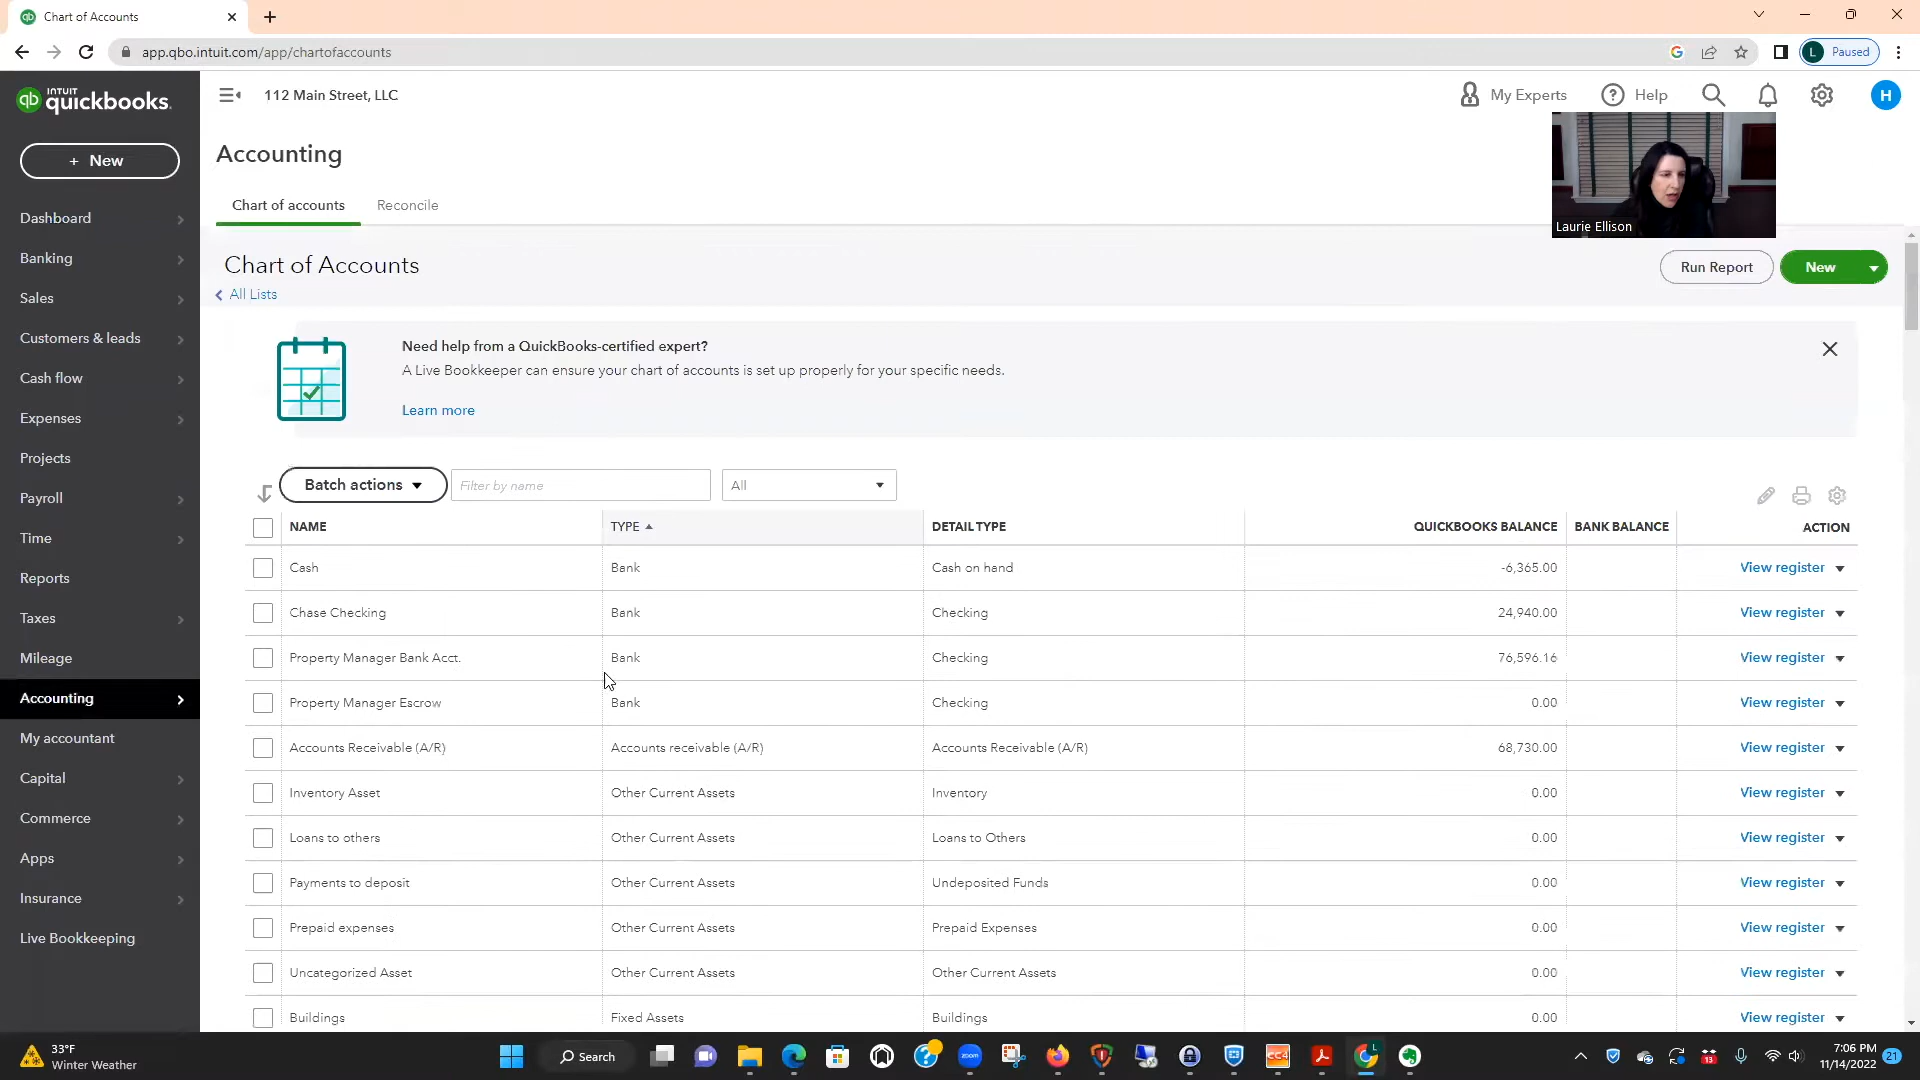 Chart of Accounts
app.qbo.intuit.com/app/chartofaccounts
G
L Paused
INTUIT
qb quickbooks.
112 Main Street, LLC
My Experts
Help
H
+ New
Accounting
Laurie Ellison
Chart of accounts
Reconcile
Dashboard
Banking
Sales
Customers & leads
Cash flow
Expenses
Projects
Payroll
Time
Reports
Taxes
Mileage
Accounting
My accountant
Capital
Commerce
Apps
Insurance
Live Bookkeeping
Chart of Accounts
All Lists
Run Report
New
Need help from a QuickBooks-certified expert?
A Live Bookkeeper can ensure your chart of accounts is set up properly for your specific needs.
Learn more
Batch actions
Filter by name
All
NAME TYPE DETAIL TYPE QUICKBOOKS BALANCE BANK BALANCE ACTION
Cash Bank Cash on hand -6,365.00 View register
Chase Checking Bank Checking 24,940.00 View register
Property Manager Bank Acct. Bank Checking 76,596.16 View register
Property Manager Escrow Bank Checking 0.00 View register
Accounts Receivable (A/R) Accounts receivable (A/R) Accounts Receivable (A/R) 68,730.00 View register
Inventory Asset Other Current Assets Inventory 0.00 View register
Loans to others Other Current Assets Loans to Others 0.00 View register
Payments to deposit Other Current Assets Undeposited Funds 0.00 View register
Prepaid expenses Other Current Assets Prepaid Expenses 0.00 View register
Uncategorized Asset Other Current Assets Other Current Assets 0.00 View register
Buildings Fixed Assets Buildings 0.00 View register
33°F
Winter Weather
Search
zoom
CC4
13
7:06 PM
11/14/2022
21